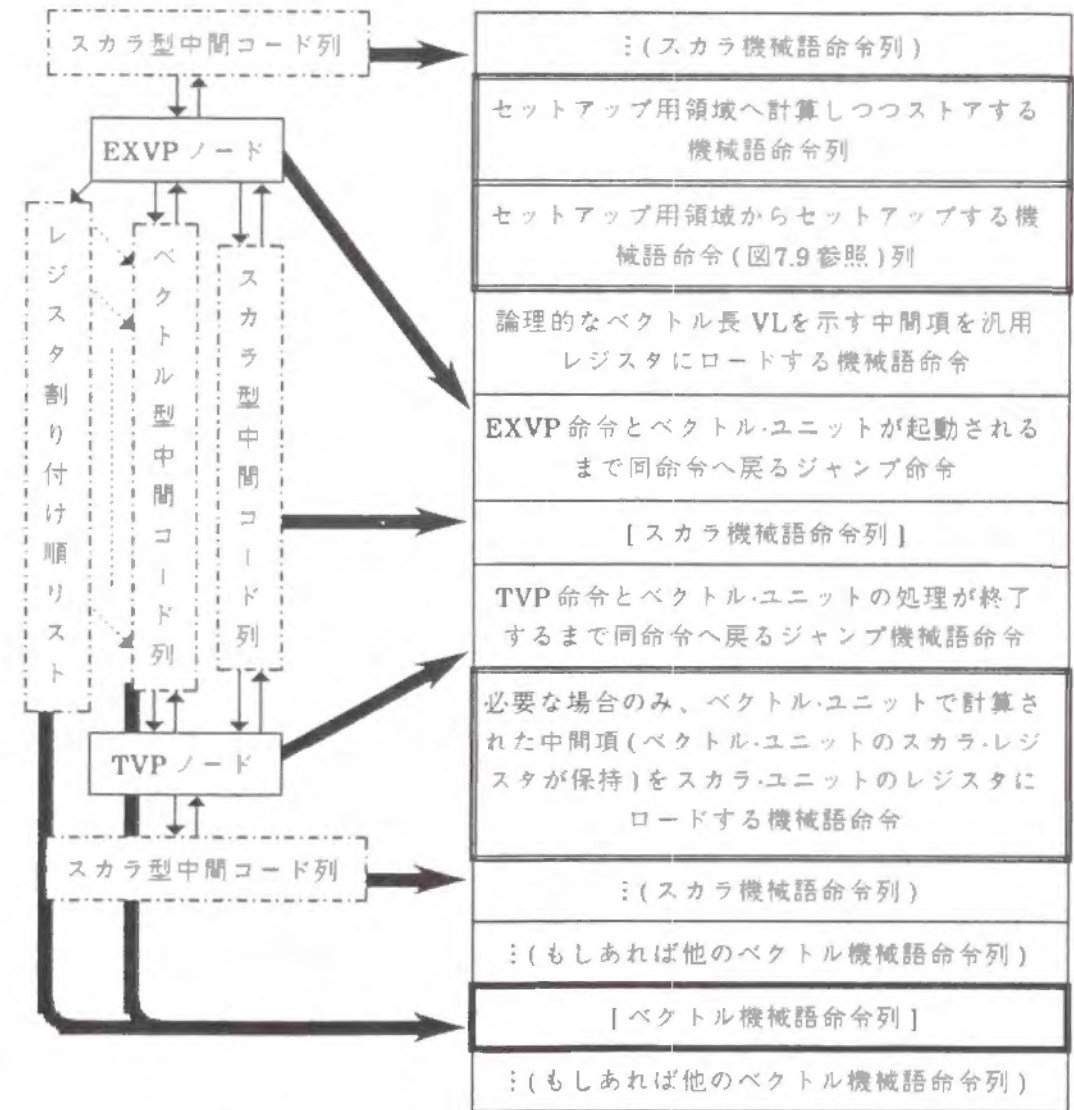 スカラ型中間コード列
EXVP ノード
レジスタ割り付け順リスト
ベクトル型中間コード列
スカラ型中間コード列
TVP ノード
スカラ型中間コード列
⋮(スカラ機械語命令列)
セットアップ用領域へ計算しつつストアする
機械語命令列
セットアップ用領域からセットアップする機
械語命令(図7.9参照)列
論理的なベクトル長 VLを示す中間項を汎用
レジスタにロードする機械語命令
EXVP 命令とベクトル·ユニットが起動される
まで同命令へ戻るジャンプ命令
[スカラ機械語命令列]
TVP 命令とベクトル·ユニットの処理が終了
するまで同命令へ戻るジャンプ機械語命令
必要な場合のみ、ベクトル·ユニットで計算さ
れた中間項(ベクトル·ユニットのスカラ·レジ
スタが保持)をスカラ·ユニットのレジスタに
ロードする機械語命令
⋮(スカラ機械語命令列)
⋮(もしあれば他のベクトル機械語命令列)
[ベクトル機械語命令列]
⋮(もしあれば他のベクトル機械語命令列)